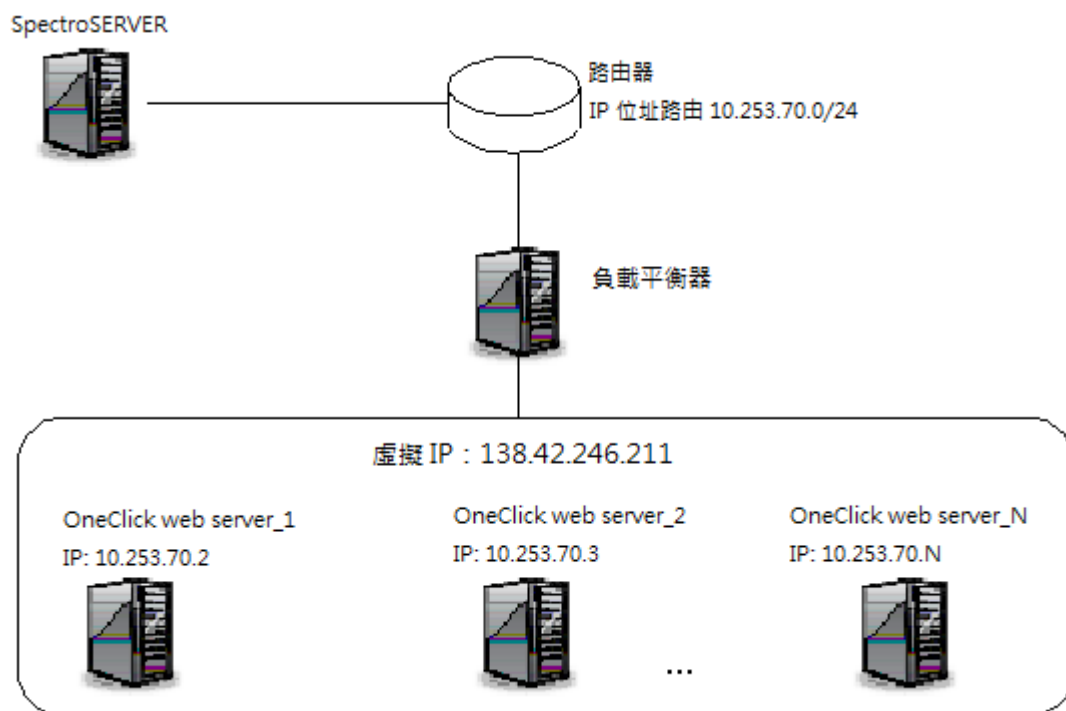 SpectroSERVER
路由器
IP 位址路由 10.253.70.0/24
負載平衡器
虛擬 IP：138.42.246.211
OneClick web server_1
IP: 10.253.70.2
OneClick web server_2
IP: 10.253.70.3
OneClick web server_N
IP: 10.253.70.N
...